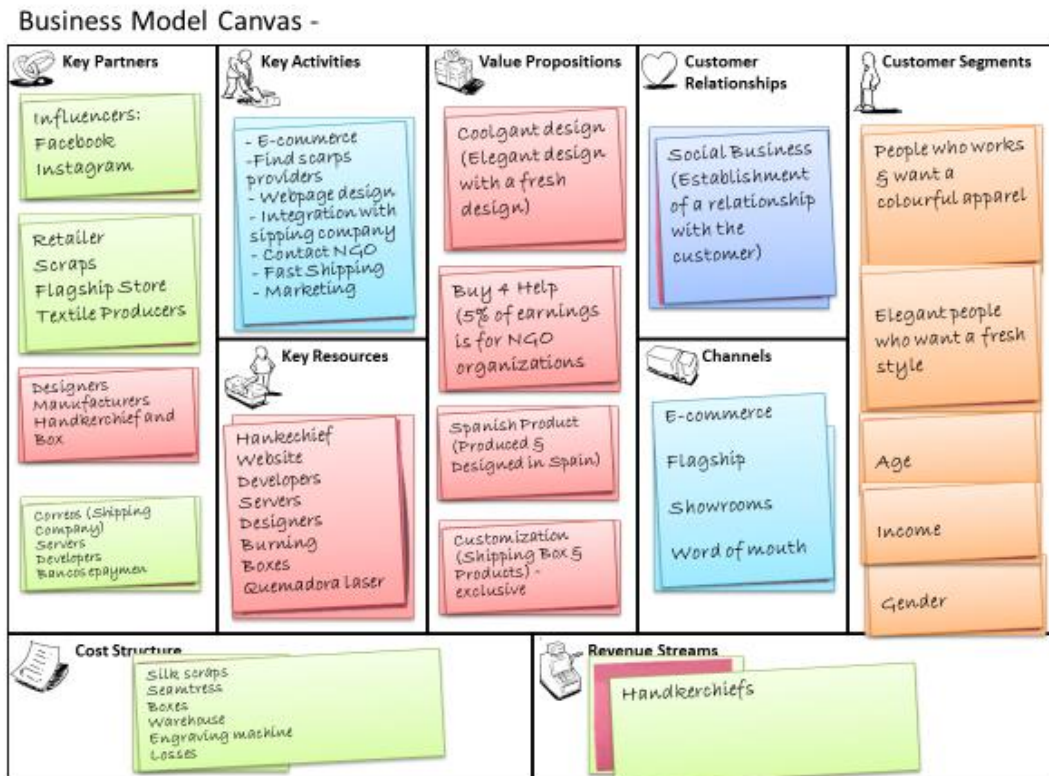 Business Model Canvas -
Key Partners
Influencers:
Facebook
Instagram
Retailer
Scraps
Flagship Store
Textile Producers
Designers
Manufacturers
Handkerchief and
Box
Correos (Shipping
Company)
Servers
Developers
Bancos epaymen
Key Activities
- E-commerce
-Find scarps
providers
- Webpage design
- Integration with
sipping company
- Contact NGO
- Fast Shipping
- Marketing
Key Resources
Hankechief
Website
Developers
Servers
Designers
Burning
Boxes
Quemadora laser
Value Propositions
Coolgant design
(Elegant design
with a fresh
design)
Buy 4 Help
(5% of earnings
is for NGO
organizations
Spanish Product
(Produced &
Designed in Spain)
Customization
(Shipping Box &
Products) -
exclusive
Customer
Relationships
Social Business
(Establishment
of a relationship
with the
customer)
Channels
E-commerce
Flagship
Showrooms
Word of mouth
Customer Segments
People who works
& want a
colourful apparel
Elegant people
who want a fresh
style
Age
Income
Gender
Cost Structure
Silk scraps
Seamtress
Boxes
Warehouse
Engraving machine
Losses
Revenue Streams
Handkerchiefs